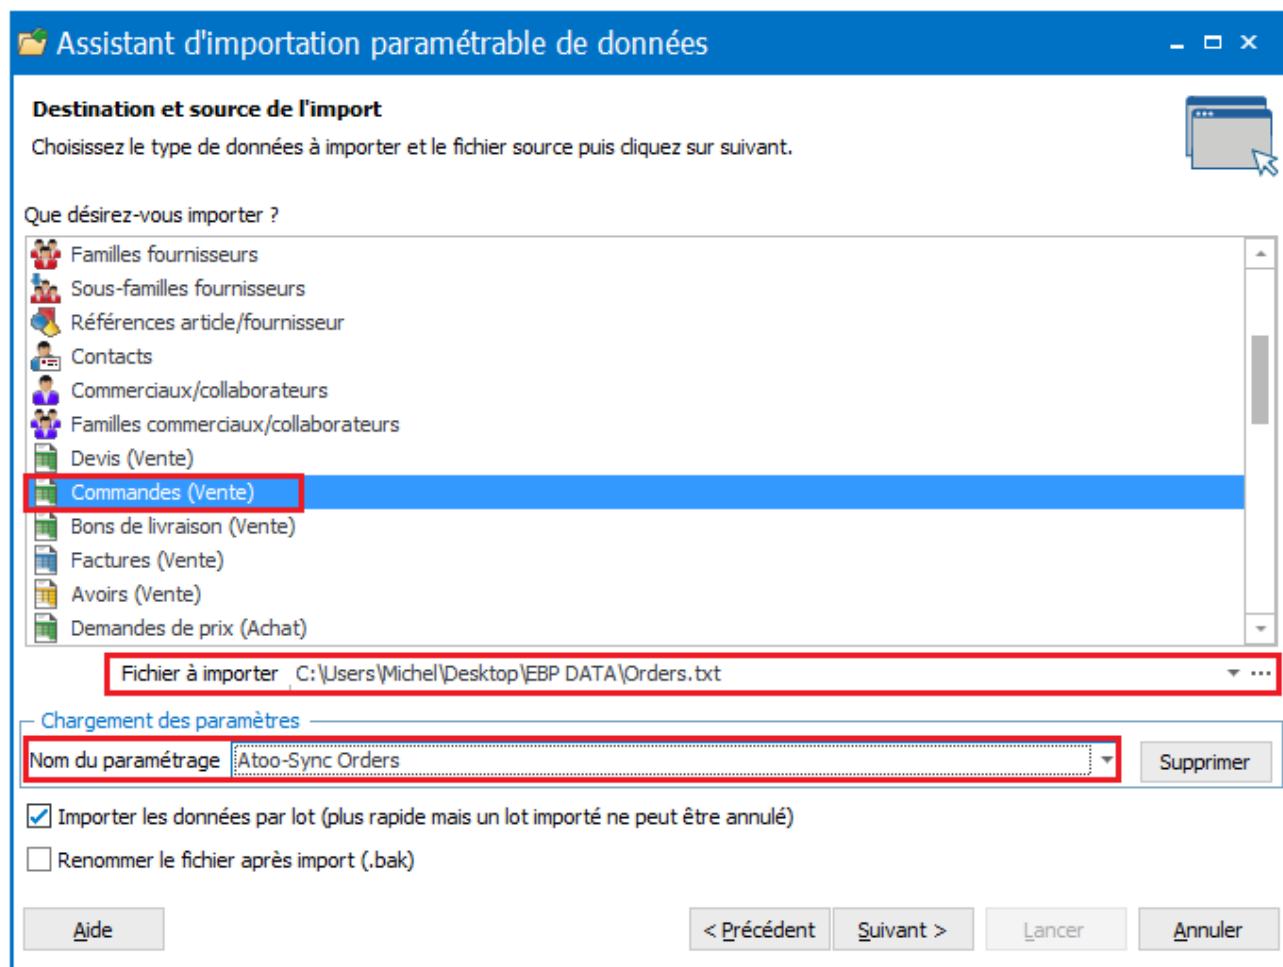 Assistant d'importation paramétrable de données
Destination et source de l'import
Choisissez le type de données à importer et le fichier source puis cliquez sur suivant.
Que désirez-vous importer ?
Familles fournisseurs
Sous-familles fournisseurs
Références article/fournisseur
Contacts
Commerciaux/collaborateurs
Familles commerciaux/collaborateurs
Devis (Vente)
Commandes (Vente)
Bons de livraison (Vente)
Factures (Vente)
Avoirs (Vente)
Demandes de prix (Achat)
Fichier à importer C:\Users\Michel\Desktop\EBP DATA\Orders.txt
Chargement des paramètres
Nom du paramétrage Atoo-Sync Orders Supprimer
Importer les données par lot (plus rapide mais un lot importé ne peut être annulé)
Renommer le fichier après import (.bak)
Aide < Précédent Suivant > Lancer Annuler